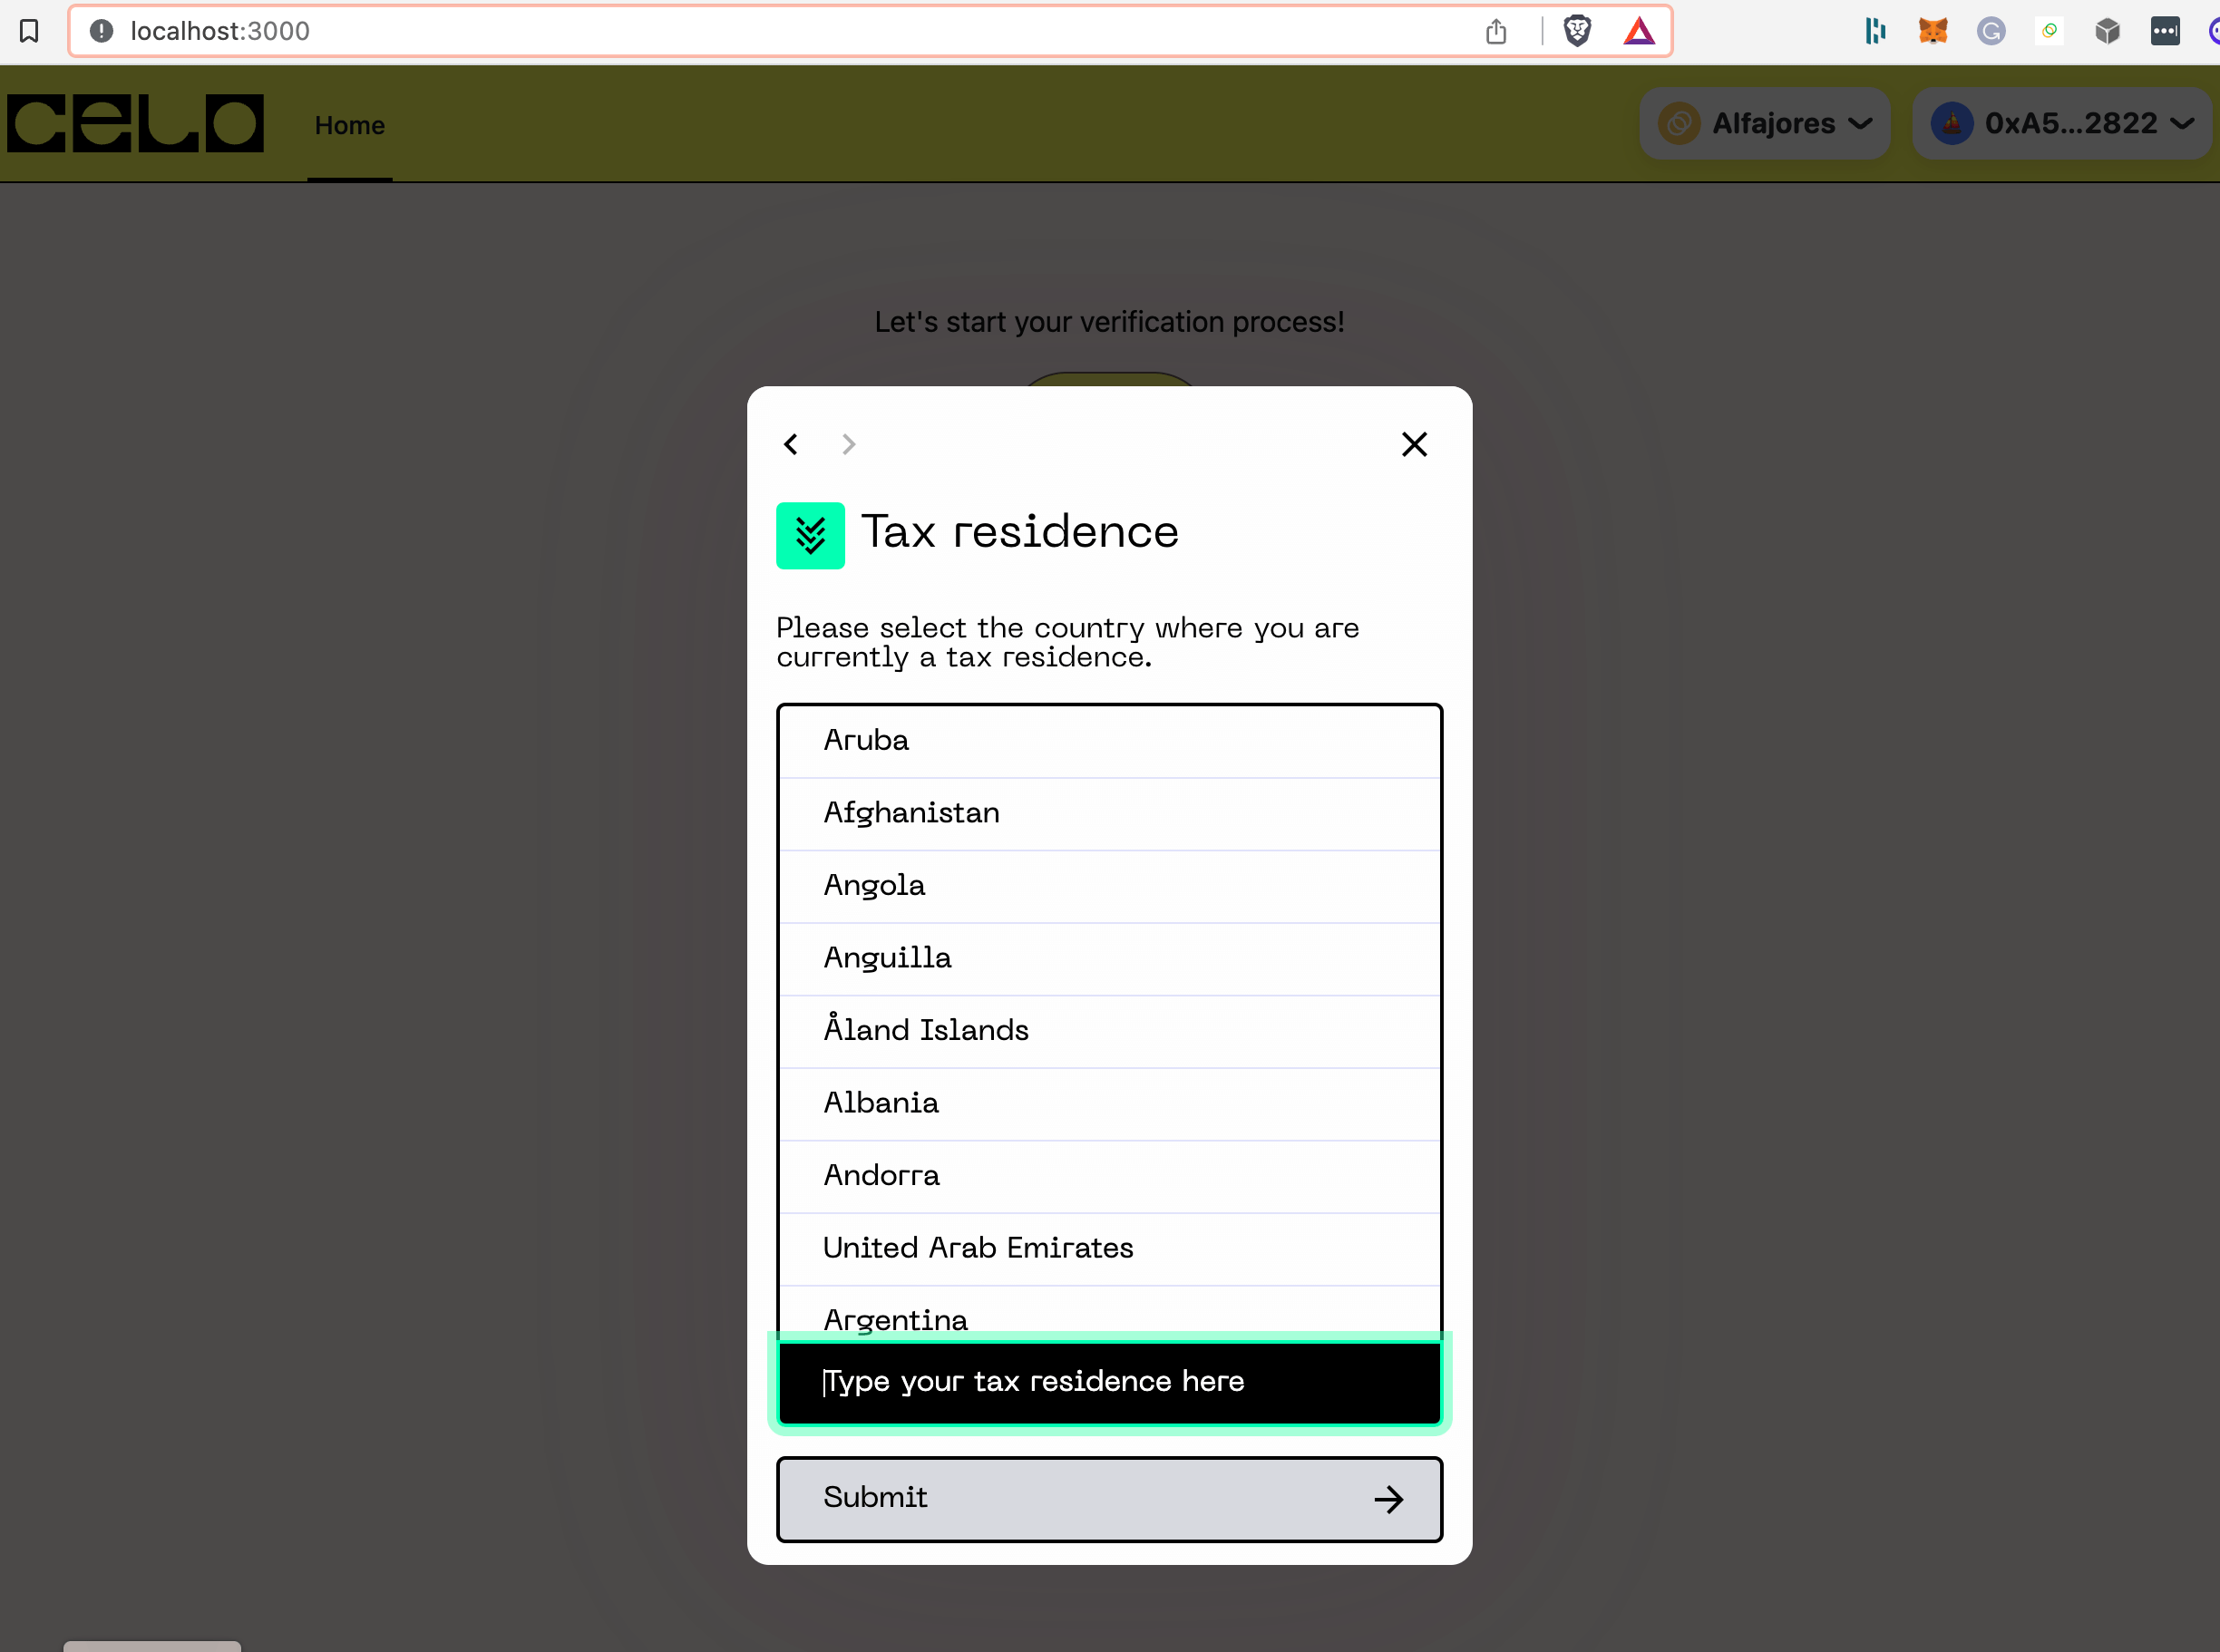 localhost:3000
CELO
Home
Alfajores
0xA5...2822
Let's start your verification process!
Tax residence
Please select the country where you are
currently a tax residence.
Aruba
Afghanistan
Angola
Anguilla
Åland Islands
Albania
Andorra
United Arab Emirates
Argentina
Type your tax residence here
Submit